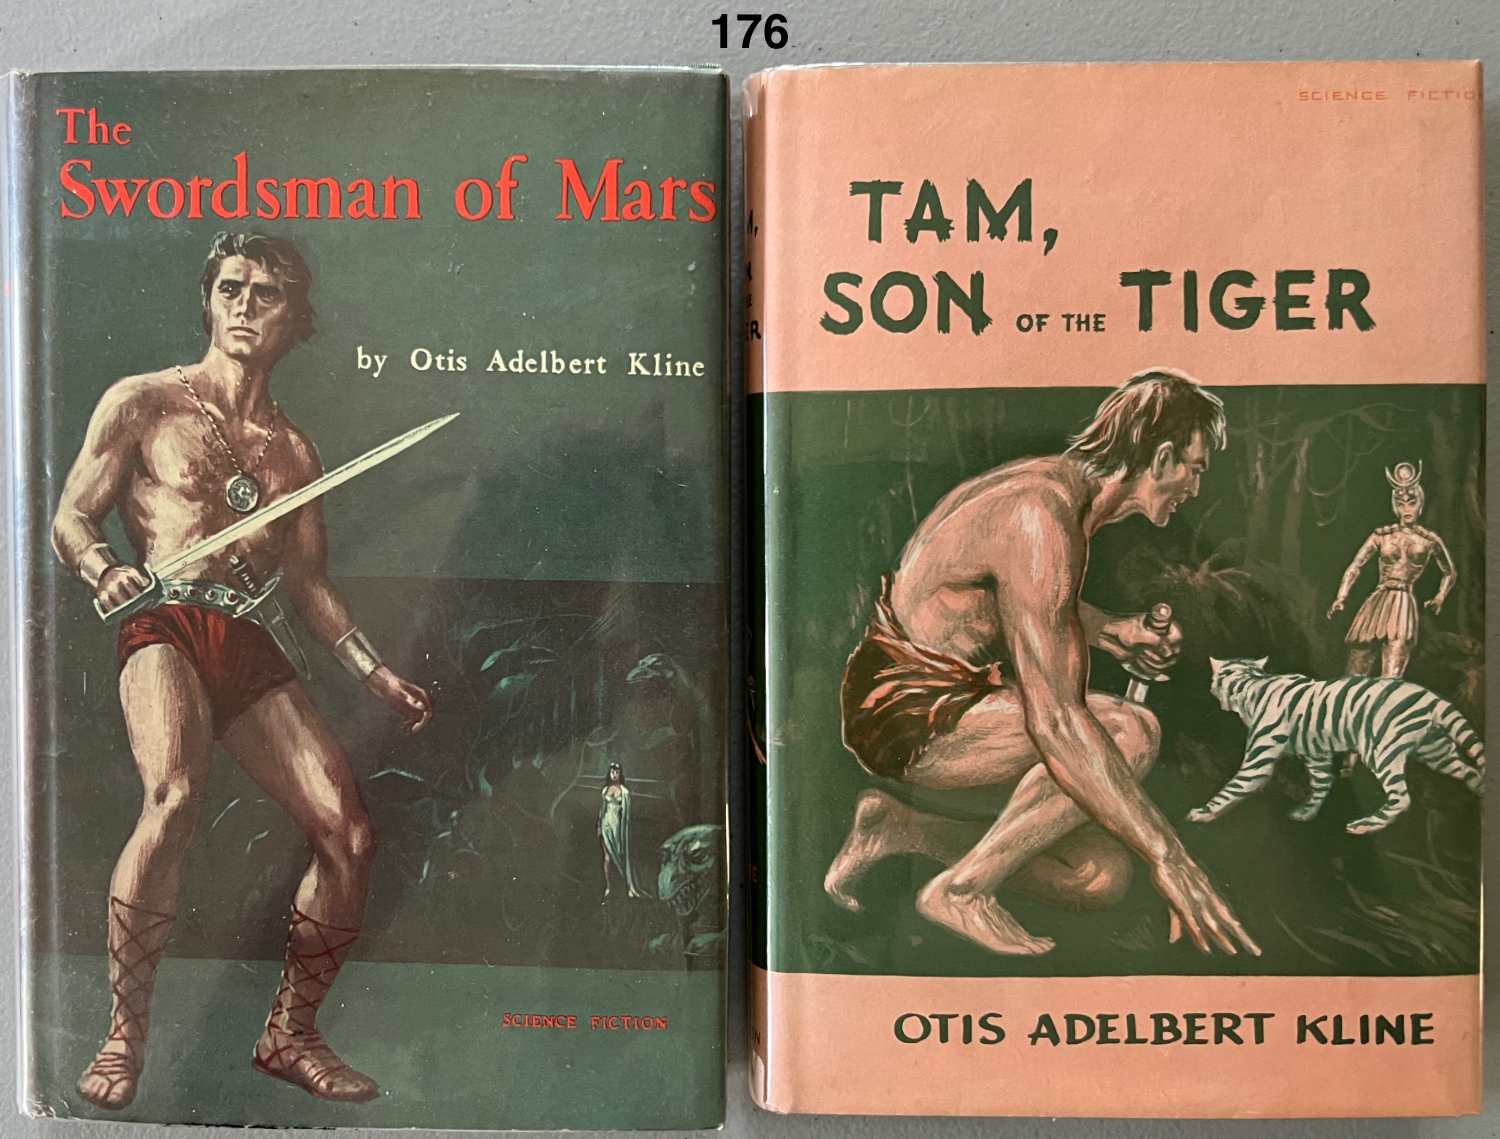 176
The
Swordsman of Mars
by Otis Adelbert Kline
SCIENCE FICTION
SCIENCE FICTIO
TAM,
SON OF THE TIGER
OTIS ADELBERT KLINE